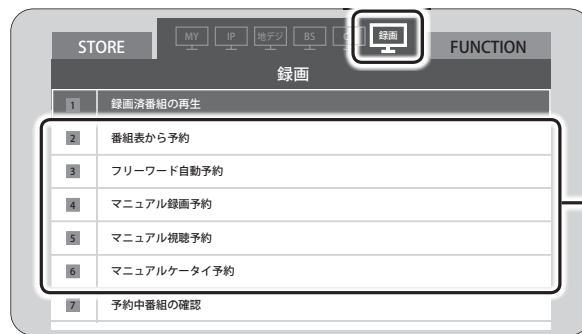 STORE
MY
IP
地デジ
BS
録画
FUNCTION
録画
1 録画済番組の再生
2 番組表から予約
3 フリーワード自動予約
4 マニュアル録画予約
5 マニュアル視聴予約
6 マニュアルケータイ予約
7 予約中番組の確認